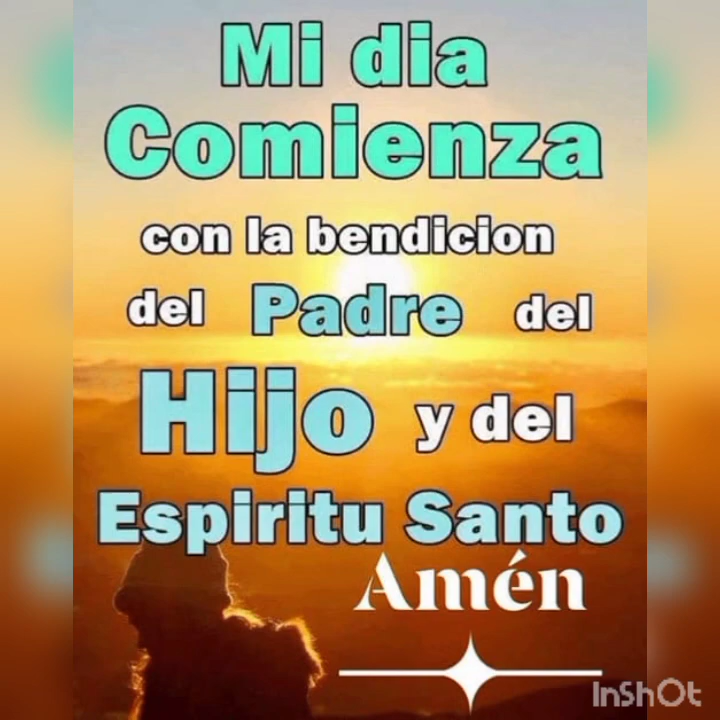 Mi dia
Comienza
con la bendicion
del Padre del
Hijo y del
Espiritu Santo
Amén
InShOt